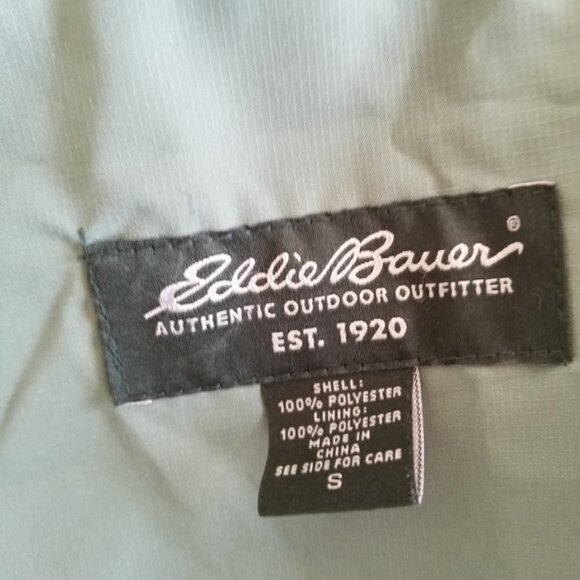 Eddie Bauer®
AUTHENTIC OUTDOOR OUTFITTER
EST. 1920
SHELL:
100% POLYESTER
LINING:
100% POLYESTER
MADE IN
CHINA
SEE SIDE FOR CARE
S